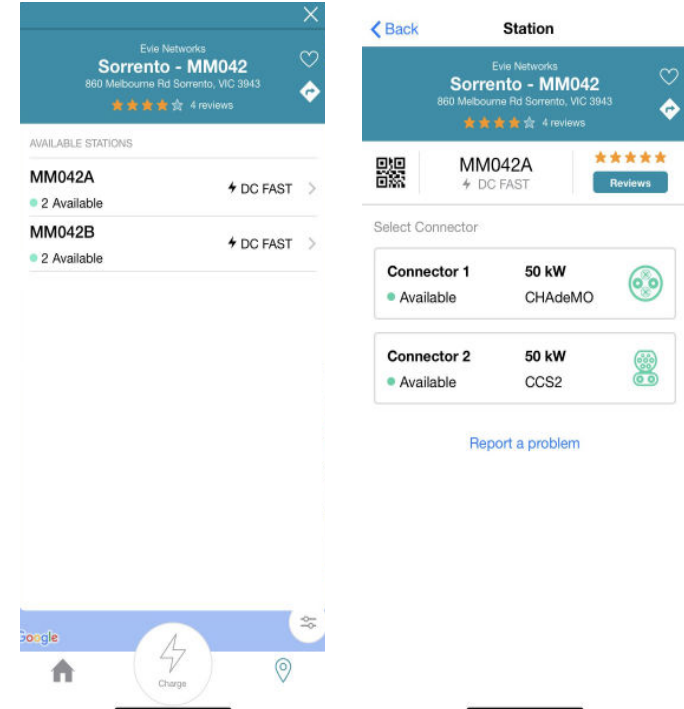 Evie Networks
Sorrento - MM042
860 Melbourne Rd Sorrento, VIC 3943
4 reviews
AVAILABLE STATIONS
MM042A
DC FAST
2 Available
MM042B
DC FAST
2 Available
Google
Charge
Back
Station
Evie Networks
Sorrento - MM042
860 Melbourne Rd Sorrento, VIC 3943
4 reviews
MM042A
DC FAST
Reviews
Select Connector
Connector 1 50 kW
Available CHAdeMO
Connector 2 50 kW
Available CCS2
Report a problem